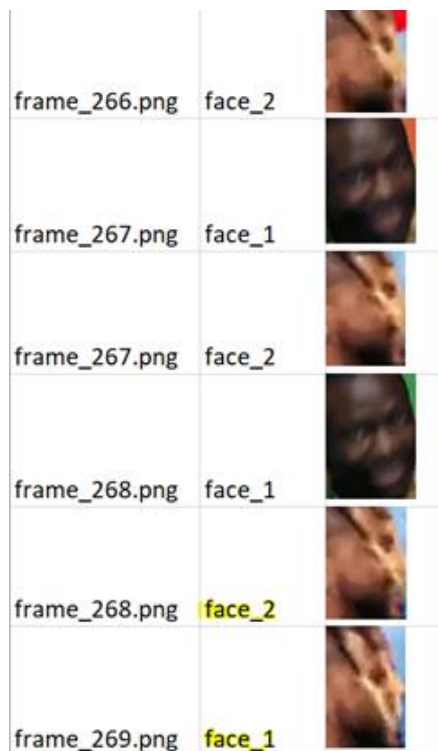 frame_266.png face_2
frame_267.png face_1
frame_267.png face_2
frame_268.png face_1
frame_268.png face_2
frame_269.png face_1